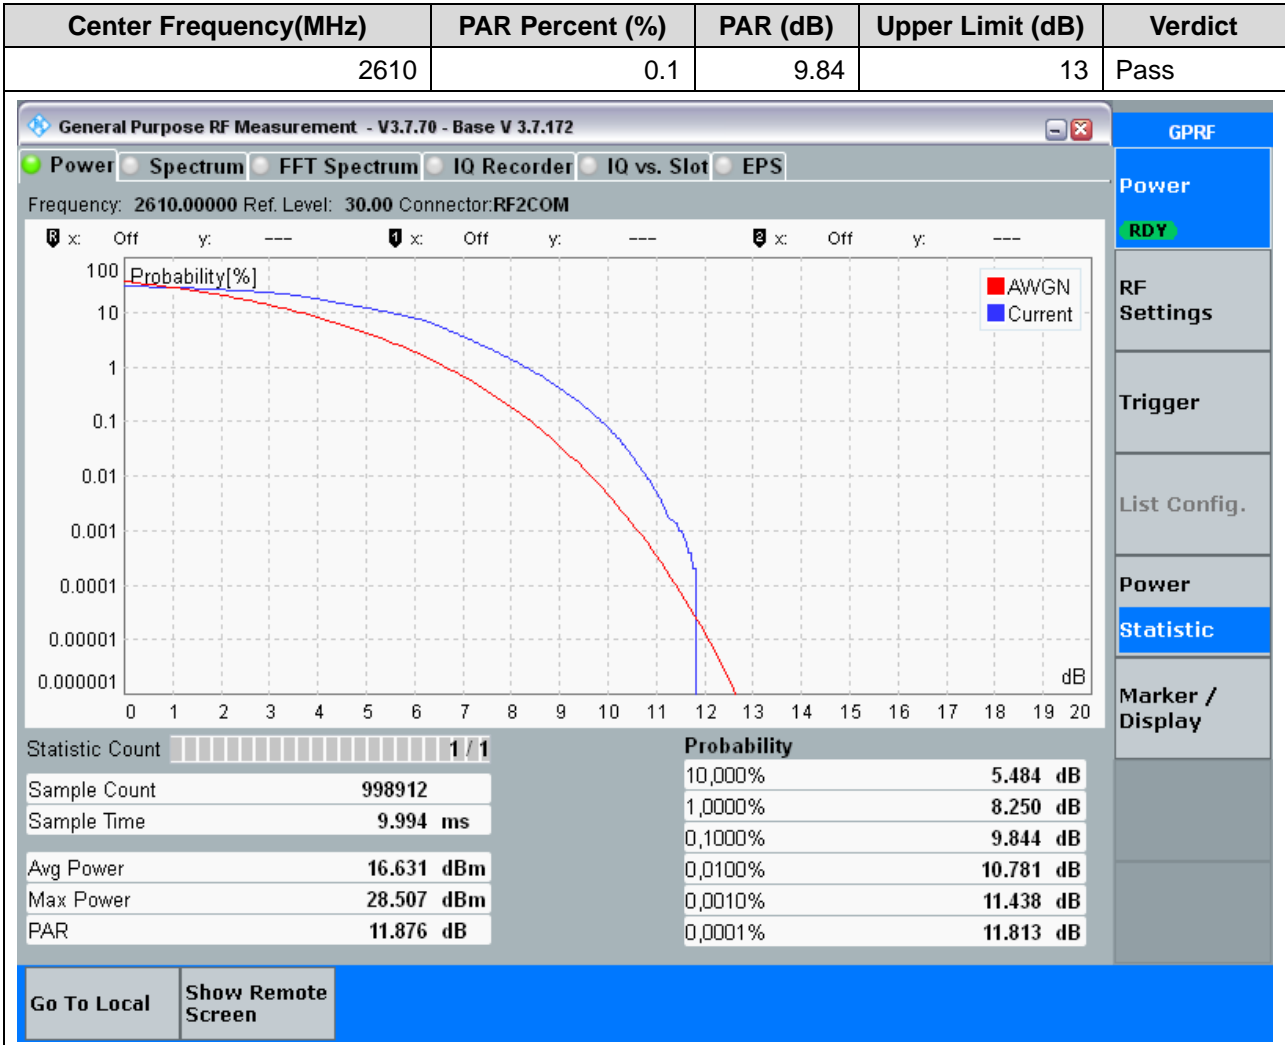 Center Frequency(MHz) PAR Percent (%) PAR (dB) Upper Limit (dB) Verdict
2610 0.1 9.84 13 Pass
General Purpose RF Measurement - V3.7.70 - Base V 3.7.172
GPRF
Power Spectrum FFT Spectrum IQ Recorder IQ vs. Slot EPS
Frequency: 2610.00000 Ref. Level: 30.00 Connector:RF2COM
R x: Off y: --- 1 x: Off y: --- 2 x: Off y: ---
Probability[%]
AWGN
Current
100
10
1
0.1
0.01
0.001
0.0001
0.00001
0.000001
dB
0 1 2 3 4 5 6 7 8 9 10 11 12 13 14 15 16 17 18 19 20
Statistic Count 1 / 1
Sample Count 998912
Sample Time 9.994 ms
Avg Power 16.631 dBm
Max Power 28.507 dBm
PAR 11.876 dB
Probability
10,000% 5.484 dB
1,0000% 8.250 dB
0,1000% 9.844 dB
0,0100% 10.781 dB
0,0010% 11.438 dB
0,0001% 11.813 dB
Power
RDY
RF
Settings
Trigger
List Config.
Power
Statistic
Marker /
Display
Go To Local
Show Remote
Screen